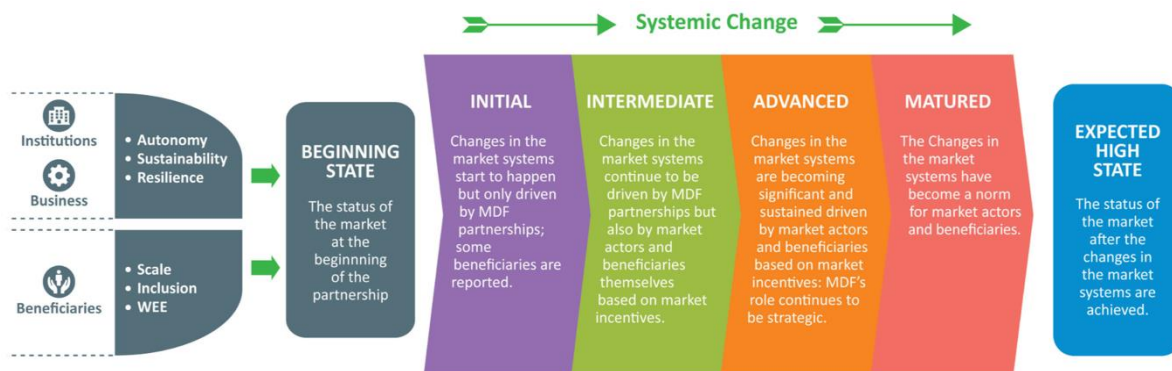 Systemic Change
Institutions
Business
• Autonomy
• Sustainability
• Resilience
Beneficiaries
• Scale
• Inclusion
• WEE
BEGINNING
STATE
The status of
the market
at the
beginnning
of the
partnership
INITIAL
Changes in the
market systems
start to happen
but only driven
by MDF
partnerships;
some
beneficiaries are
reported.
INTERMEDIATE
Changes in the
market systems
continue to be
driven by MDF
partnerships but
also by market
actors and
beneficiaries
themselves
based on market
incentives.
ADVANCED
Changes in the
market systems
are becoming
significant and
sustained driven
by market actors
and beneficiaries
based on market
incentives: MDF's
role continues to
be strategic.
MATURED
The Changes in
the market
systems have
become a norm
for market actors
and beneficiaries.
EXPECTED
HIGH
STATE
The status of
the market
after the
changes in
the market
systems are
achieved.